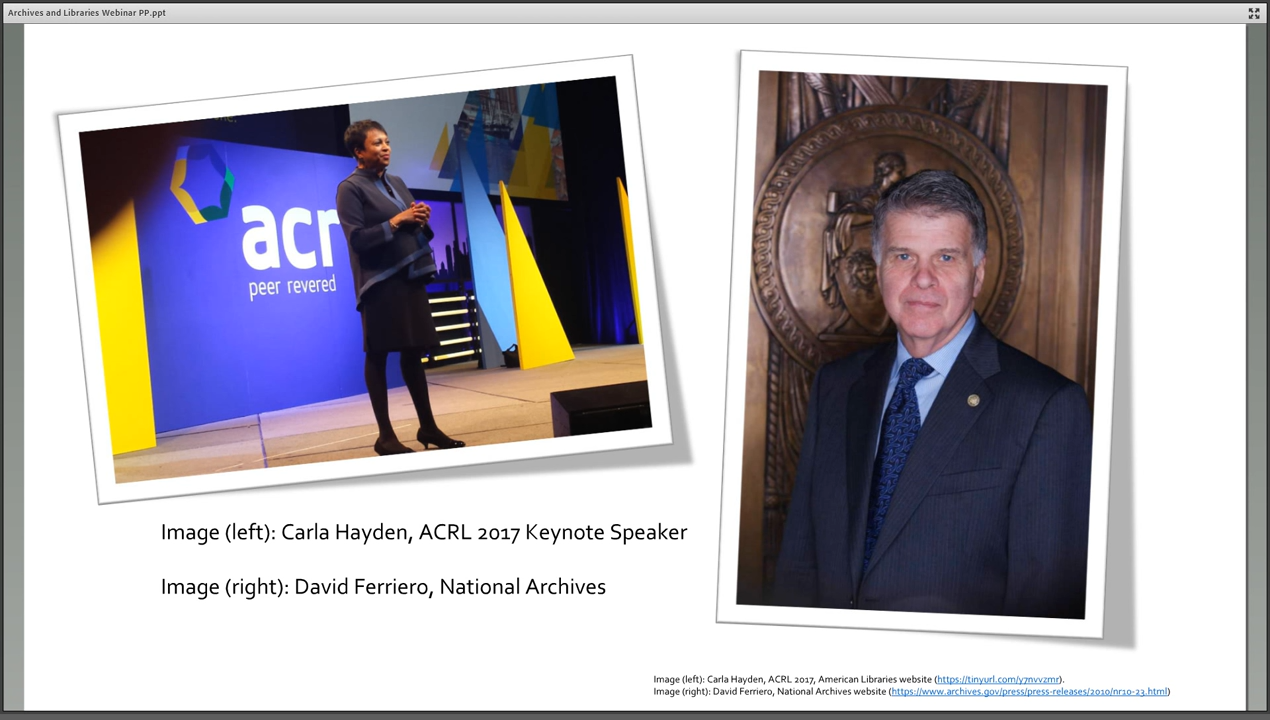 Archives and Libraries Webinar PP.ppt
acr
peer revered
Image (left): Carla Hayden, ACRL 2017 Keynote Speaker
Image (right): David Ferriero, National Archives
Image (left): Carla Hayden, ACRL 2017, American Libraries website (https://tinyurl.com/y7nvvzmr).
Image (right): David Ferriero, National Archives website (https://www.archives.gov/press/press-releases/2010/nr10-23.html)